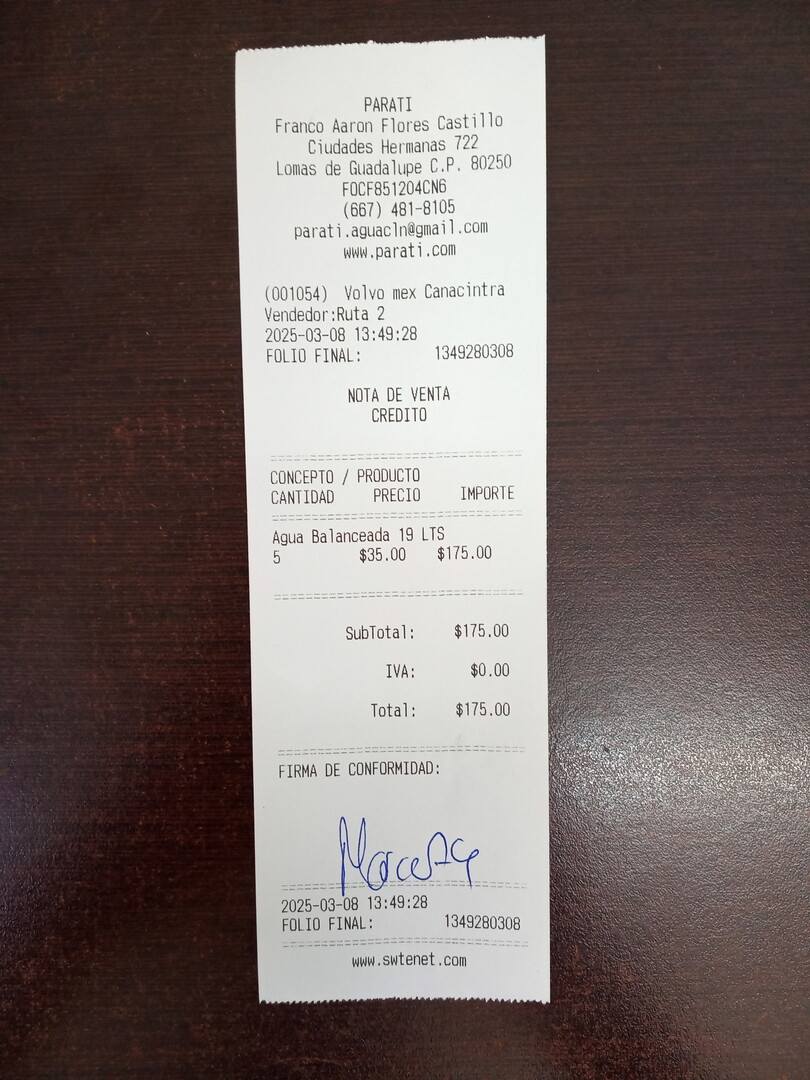 PARATI
Franco Aaron Flores Castillo
Ciudades Hermanas 722
Lomas de Guadalupe C.P. 80250
FOCF851204CN6
(667) 481-8105
parati.aguacln@gmail.com
www.parati.com
(001054) Volvo mex Canacintra
Vendedor:Ruta 2
2025-03-08 13:49:28
FOLIO FINAL: 1349280308
NOTA DE VENTA
CREDITO
CONCEPTO / PRODUCTO
CANTIDAD PRECIO IMPORTE
Agua Balanceada 19 LTS
5 $35.00 $175.00
SubTotal: $175.00
IVA: $0.00
Total: $175.00
FIRMA DE CONFORMIDAD:
2025-03-08 13:49:28
FOLIO FINAL: 1349280308
www.swtenet.com